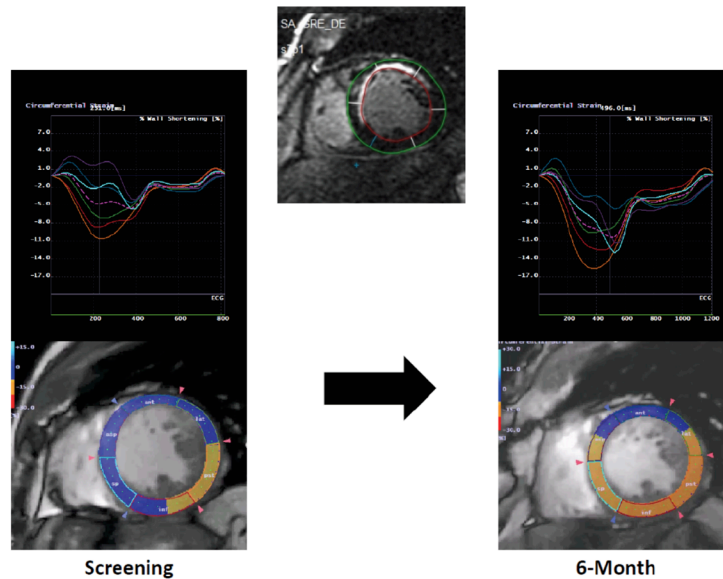 SA_GRE_DE
Circumferential Strain
231.0[ms]
% Wall Shortening [%]
7.0
4.0
1.0
-2.0
-5.0
-8.0
-11.0
-14.0
-17.0
ECG
200
400
600
800
+15.0
0
-15.0
ant
lat
post
inf
sp
Screening
496.0[ms]
Circumferential Strain
% Wall Shortening [%]
7.0
4.0
1.0
-2.0
-5.0
-8.0
-11.0
-14.0
-17.0
ECG
200
400
600
800
1000
1200
+30.0
+15.0
0
-15.0
-30.0
ant
lat
inf
sp
6-Month